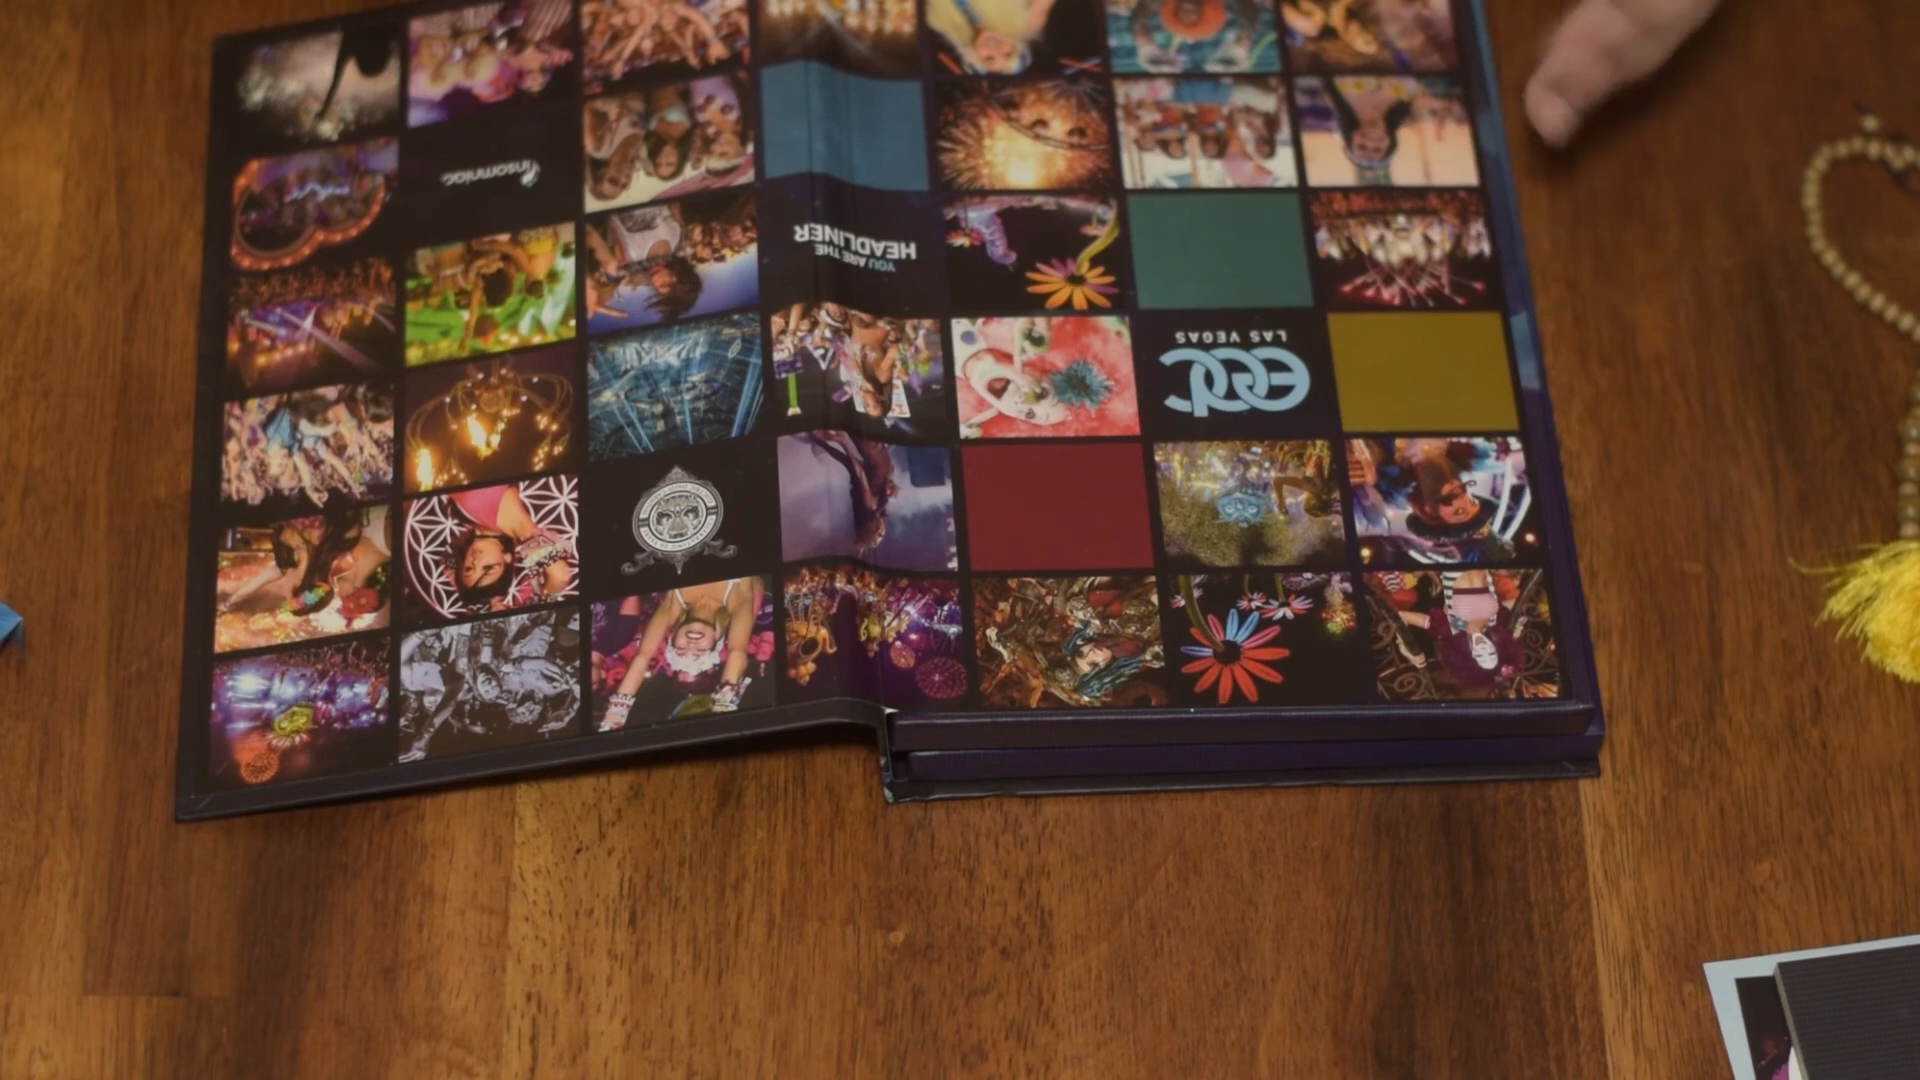 insomniac
YOU ARE THE
HEADLINER
edc
LAS VEGAS